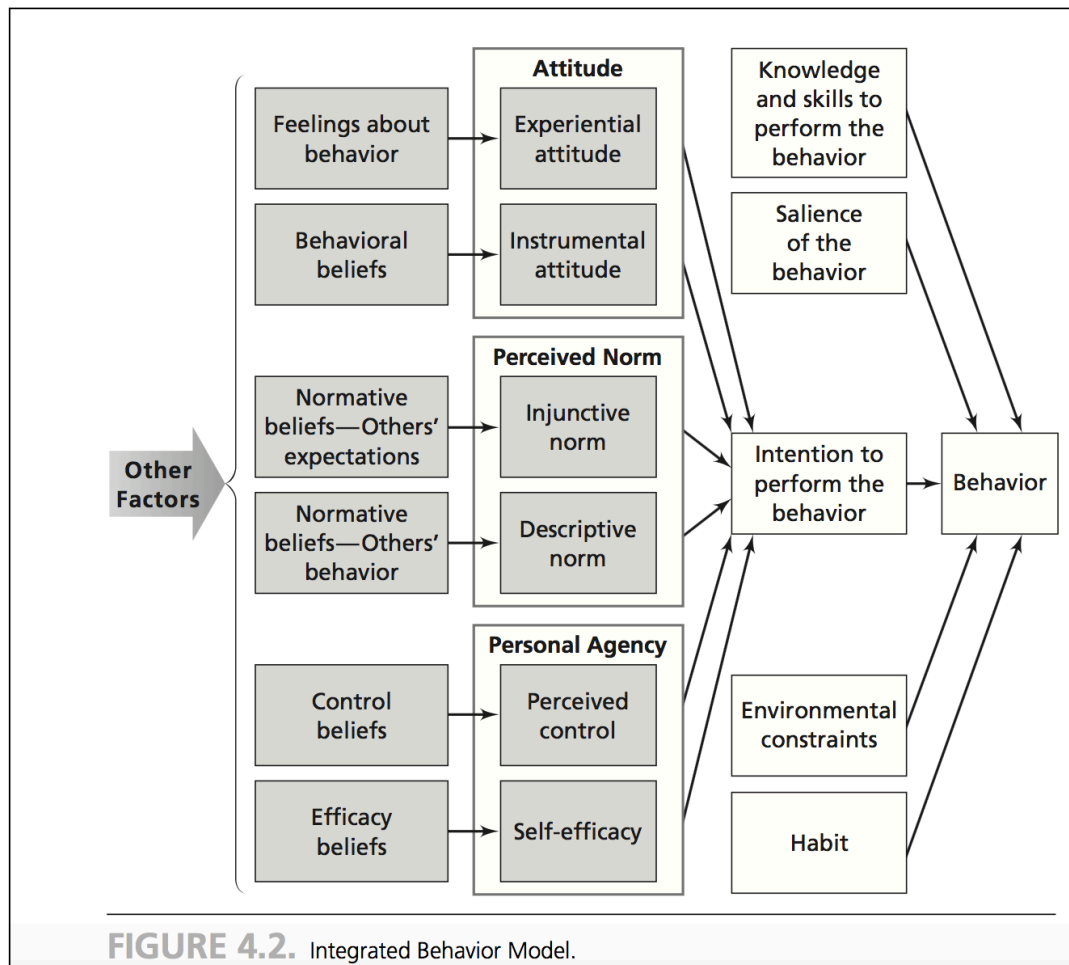 Attitude
Feelings about
behavior
Experiential
attitude
Behavioral
beliefs
Instrumental
attitude
Perceived Norm
Normative
beliefs—Others’
expectations
Injunctive
norm
Normative
beliefs—Others’
behavior
Descriptive
norm
Personal Agency
Control
beliefs
Perceived
control
Efficacy
beliefs
Self-efficacy
Other
Factors
Knowledge
and skills to
perform the
behavior
Salience
of the
behavior
Intention to
perform the
behavior
Behavior
Environmental
constraints
Habit
FIGURE 4.2. Integrated Behavior Model.